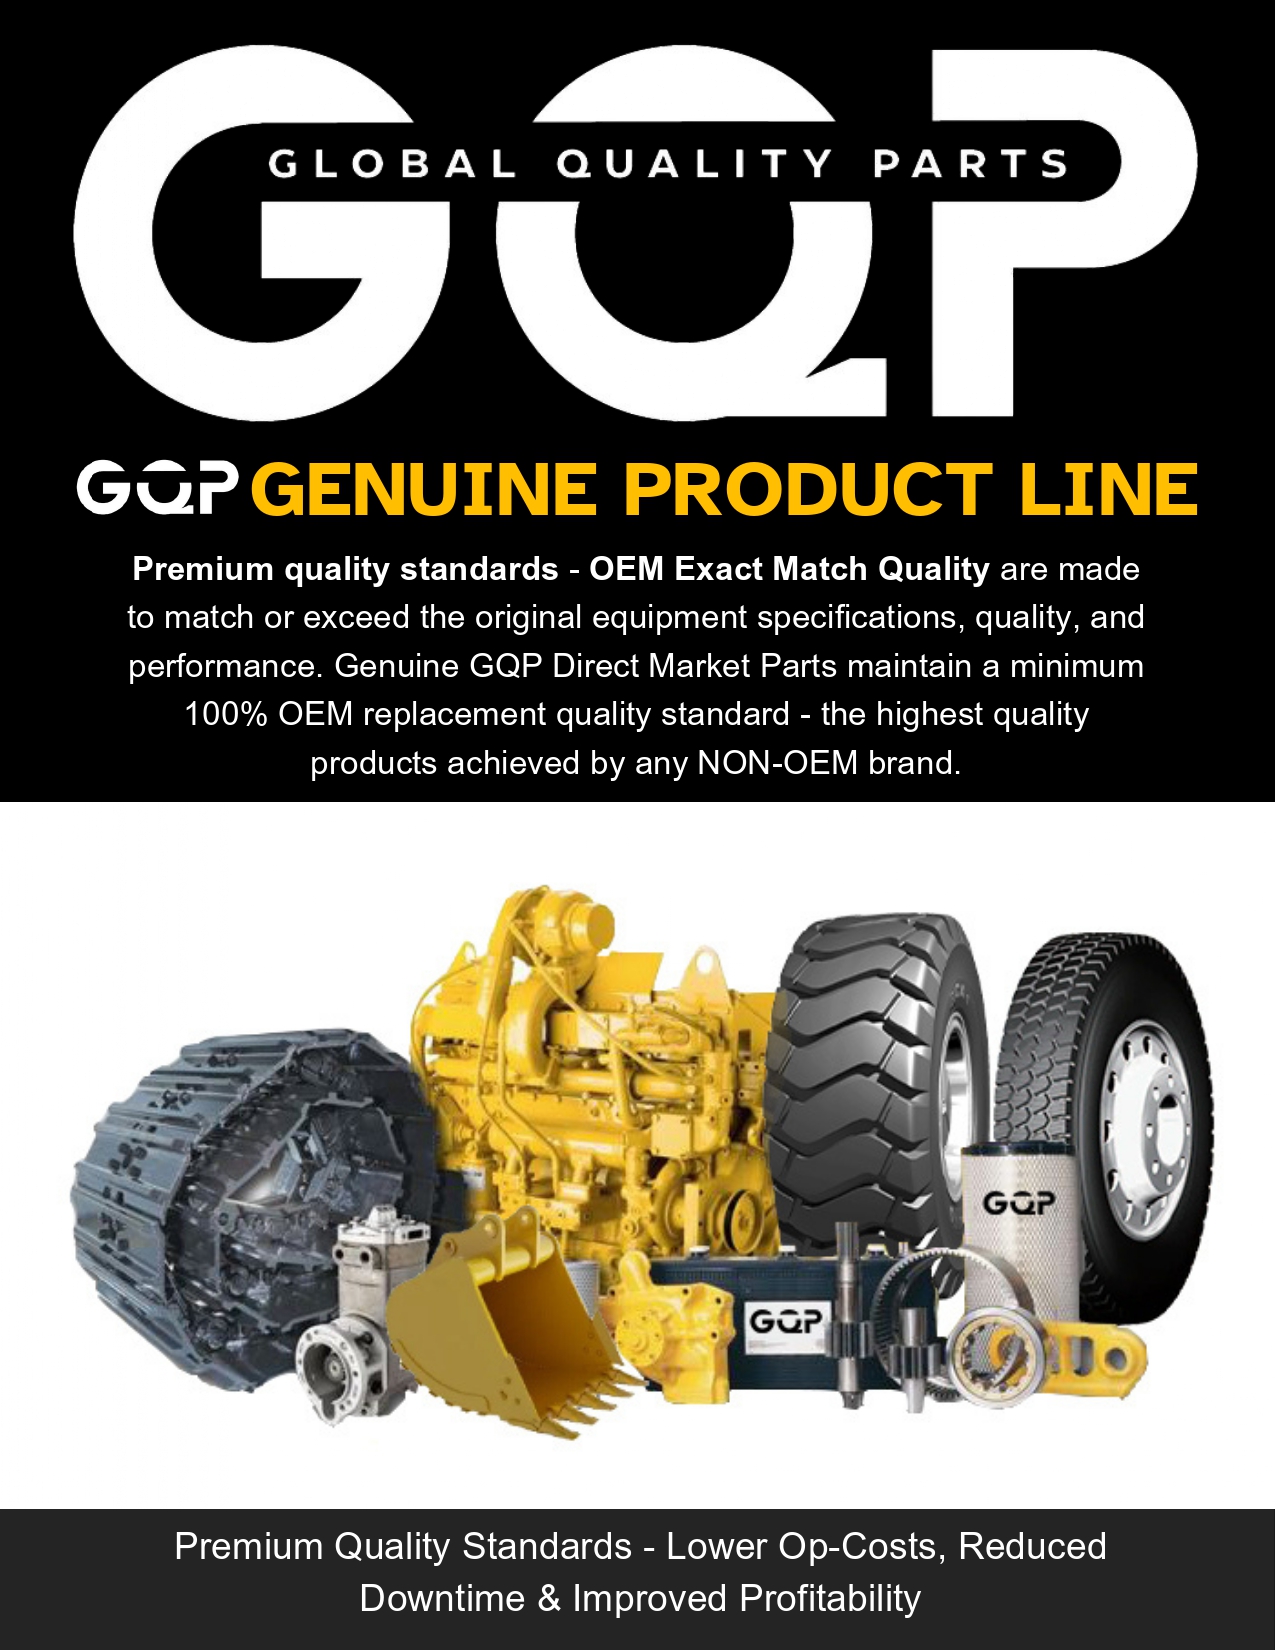 GQP
GLOBAL QUALITY PARTS
GQP GENUINE PRODUCT LINE
Premium quality standards - OEM Exact Match Quality are made
to match or exceed the original equipment specifications, quality, and
performance. Genuine GQP Direct Market Parts maintain a minimum
100% OEM replacement quality standard - the highest quality
products achieved by any NON-OEM brand.
GQP
GQP
Premium Quality Standards - Lower Op-Costs, Reduced
Downtime & Improved Profitability